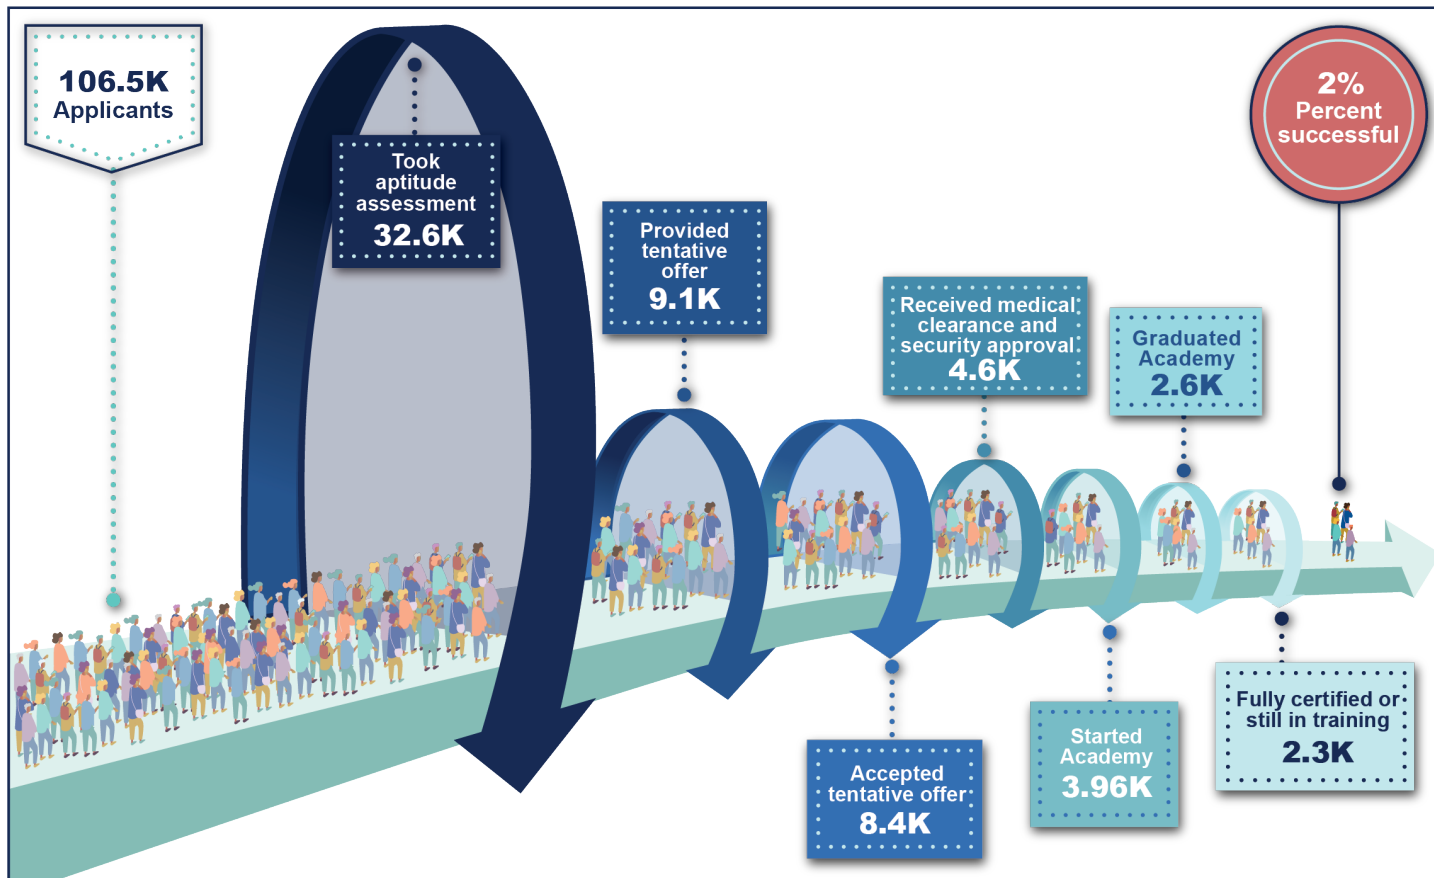 106.5K
Applicants
Took
aptitude
assessment
32.6K
Provided
tentative
offer
9.1K
Accepted
tentative offer
8.4K
Received medical
clearance and
security approval
4.6K
Started
Academy
3.96K
Graduated
Academy
2.6K
Fully certified or
still in training
2.3K
2%
Percent
successful